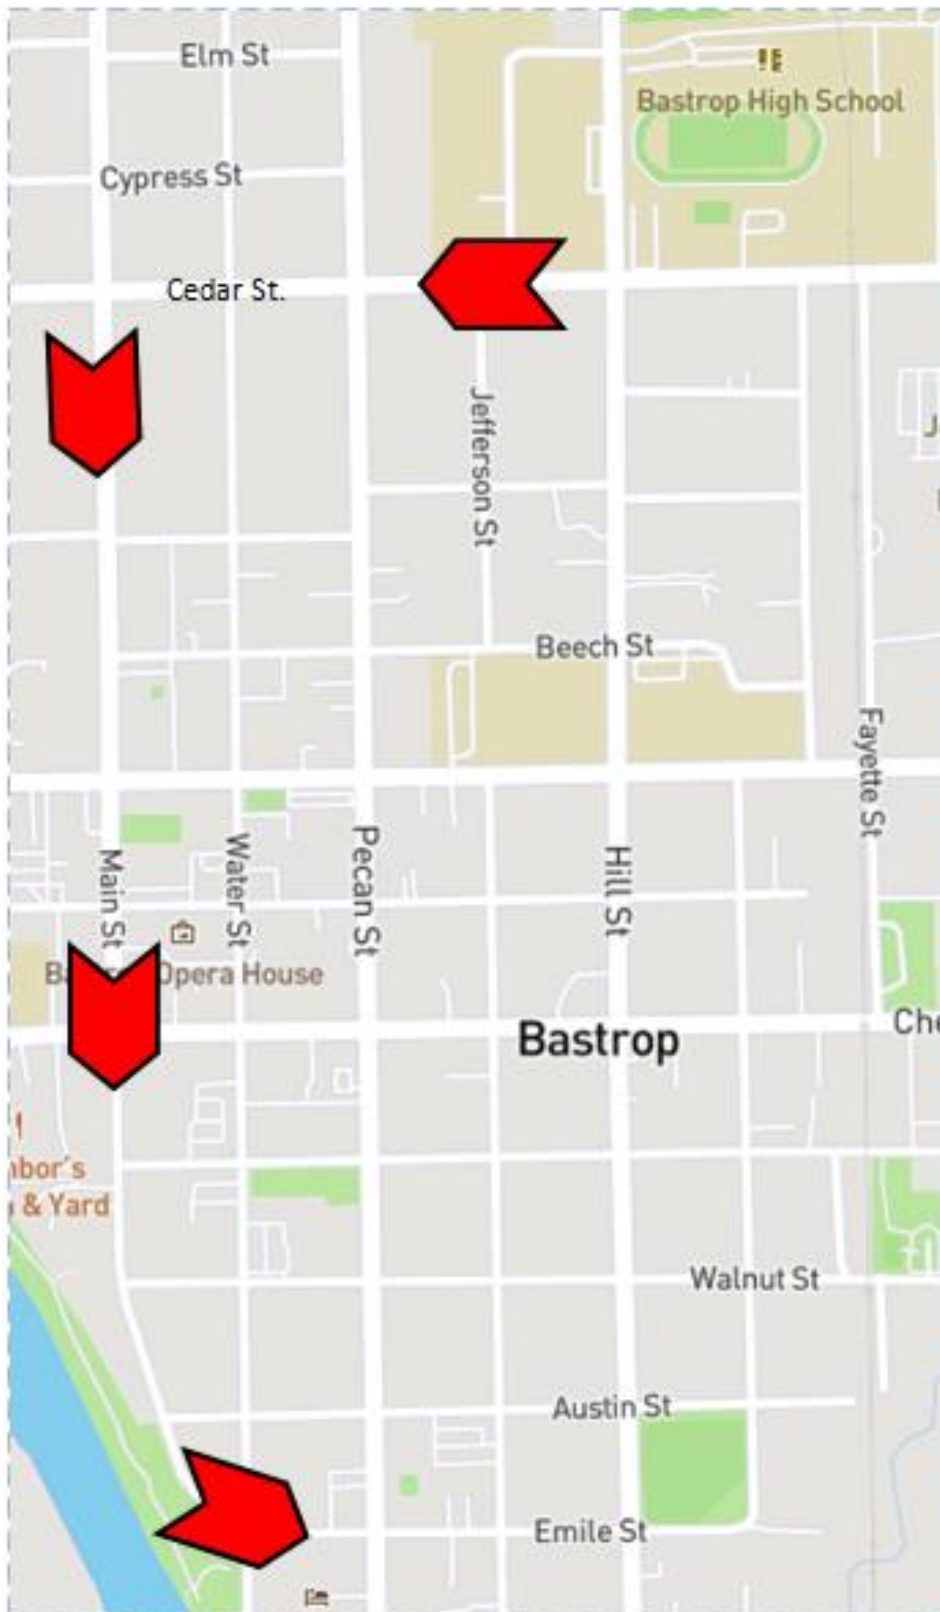 Elm St
Bastrop High School
Cypress St
Cedar St.
Jefferson St
Beech St
Fayette St
Pecan St
Main St
Water St
Hill St
Opera House
Bastrop
& Yard
Walnut St
Austin St
Emile St